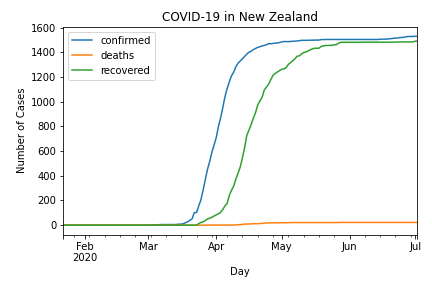 COVID-19 in New Zealand
confirmed
deaths
recovered
Number of Cases
1600
1400
1200
1000
800
600
400
200
0
Feb
2020
Mar
Apr
May
Jun
Jul
Day